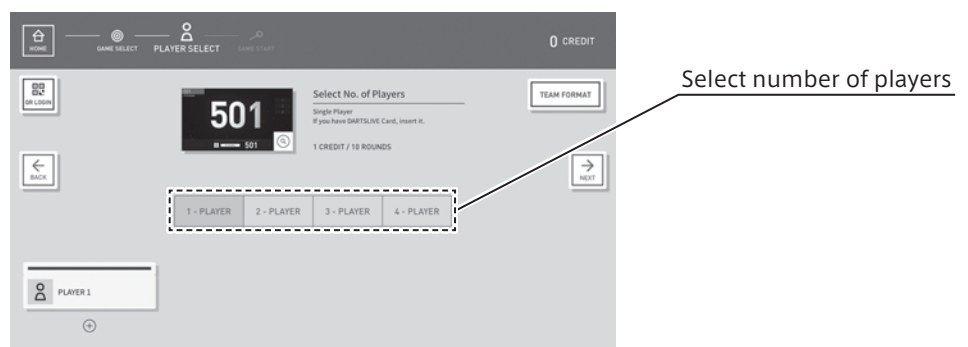 HOME
GAME SELECT
PLAYER SELECT
GAME START
0 CREDIT
QR LOGIN
501
501
Select No. of Players
Single Player
If you have DARTSLIVE Card, insert it.
1 CREDIT / 10 ROUNDS
TEAM FORMAT
Select number of players
BACK
NEXT
1 - PLAYER
2 - PLAYER
3 - PLAYER
4 - PLAYER
PLAYER 1